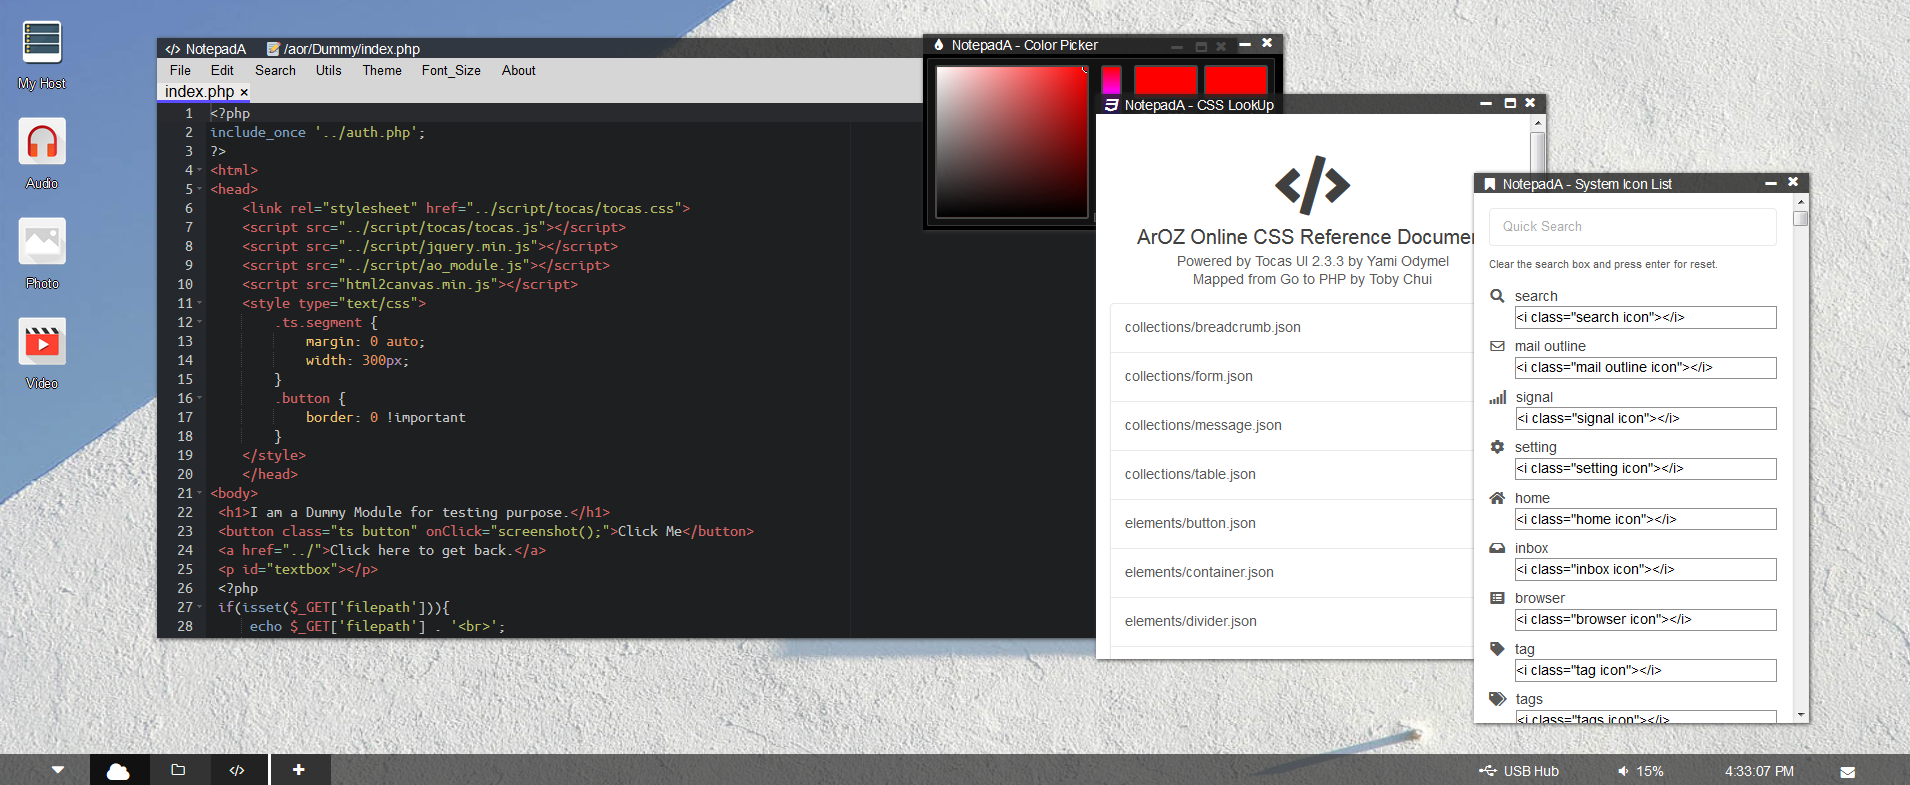 My Host
Audio
Photo
Video
</> NotepadA /aor/Dummy/index.php
File Edit Search Utils Theme Font_Size About
index.php ×
1 <?php
2 include_once '../auth.php';
3 ?>
4 <html>
5 <head>
6 <link rel="stylesheet" href="../script/tocas/tocas.css">
7 <script src="../script/tocas/tocas.js"></script>
8 <script src="../script/jquery.min.js"></script>
9 <script src="../script/ao_module.js"></script>
10 <script src="html2canvas.min.js"></script>
11 <style type="text/css">
12 .ts.segment {
13 margin: 0 auto;
14 width: 300px;
15 }
16 .button {
17 border: 0 !important
18 }
19 </style>
20 </head>
21 <body>
22 <h1>I am a Dummy Module for testing purpose.</h1>
23 <button class="ts button" onClick="screenshot();">Click Me</button>
24 <a href="../">Click here to get back.</a>
25 <p id="textbox"></p>
26 <?php
27 if(isset($_GET['filepath'])){
28 echo $_GET['filepath'] . '<br>';
NotepadA - Color Picker
NotepadA - CSS LookUp
</>
ArOZ Online CSS Reference Documen
Powered by Tocas UI 2.3.3 by Yami Odymel
Mapped from Go to PHP by Toby Chui
collections/breadcrumb.json
collections/form.json
collections/message.json
collections/table.json
elements/button.json
elements/container.json
elements/divider.json
NotepadA - System Icon List
Quick Search
Clear the search box and press enter for reset.
search
<i class="search icon"></i>
mail outline
<i class="mail outline icon"></i>
signal
<i class="signal icon"></i>
setting
<i class="setting icon"></i>
home
<i class="home icon"></i>
inbox
<i class="inbox icon"></i>
browser
<i class="browser icon"></i>
tag
<i class="tag icon"></i>
tags
<i class="tags icon"></i>
USB Hub 15% 4:33:07 PM